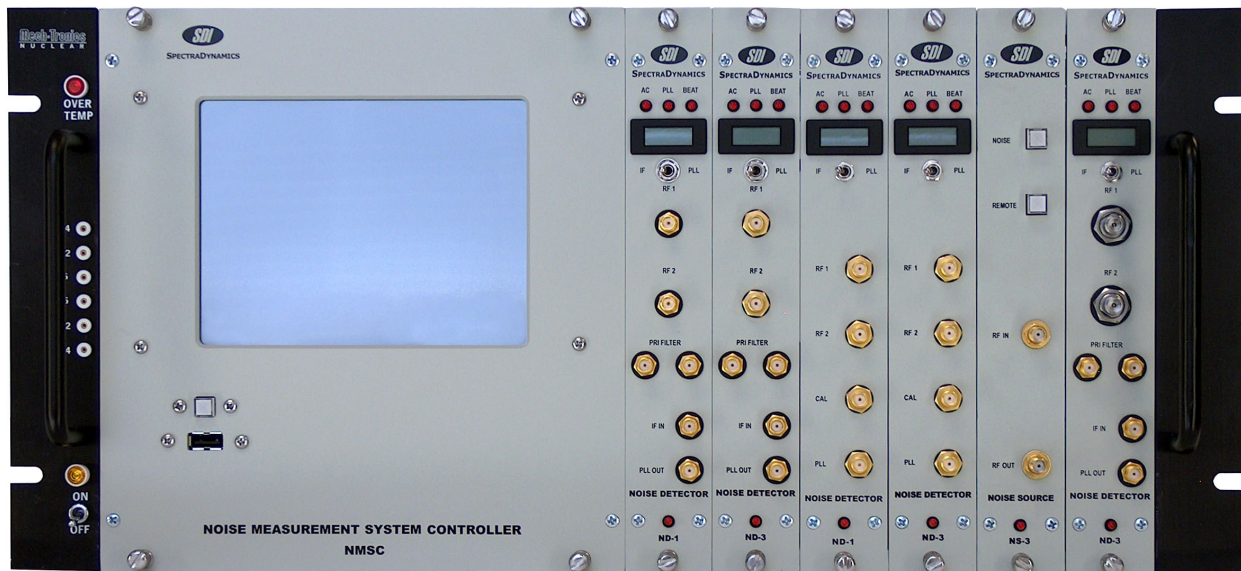 Mech-Tronics
NUCLEAR
OVER
TEMP
4
2
2
4
ON
OFF
SDI
SPECTRADYNAMICS
NOISE MEASUREMENT SYSTEM CONTROLLER
NMSC
SDI
SPECTRADYNAMICS
AC PLL BEAT
IF PLL
RF 1
RF 2
PRI FILTER
IF IN
PLL OUT
NOISE DETECTOR
ND-1
SDI
SPECTRADYNAMICS
AC PLL BEAT
IF PLL
RF 1
RF 2
PRI FILTER
IF IN
PLL OUT
NOISE DETECTOR
ND-3
SDI
SPECTRADYNAMICS
AC PLL BEAT
IF PLL
RF 1
RF 2
CAL
PLL
NOISE DETECTOR
ND-1
SDI
SPECTRADYNAMICS
AC PLL BEAT
IF PLL
RF 1
RF 2
CAL
PLL
NOISE DETECTOR
ND-3
SDI
SPECTRADYNAMICS
NOISE
REMOTE
RF IN
RF OUT
NOISE SOURCE
NS-3
SDI
SPECTRADYNAMICS
AC PLL BEAT
IF PLL
RF 1
RF 2
PRI FILTER
IF IN
PLL OUT
NOISE DETECTOR
ND-3